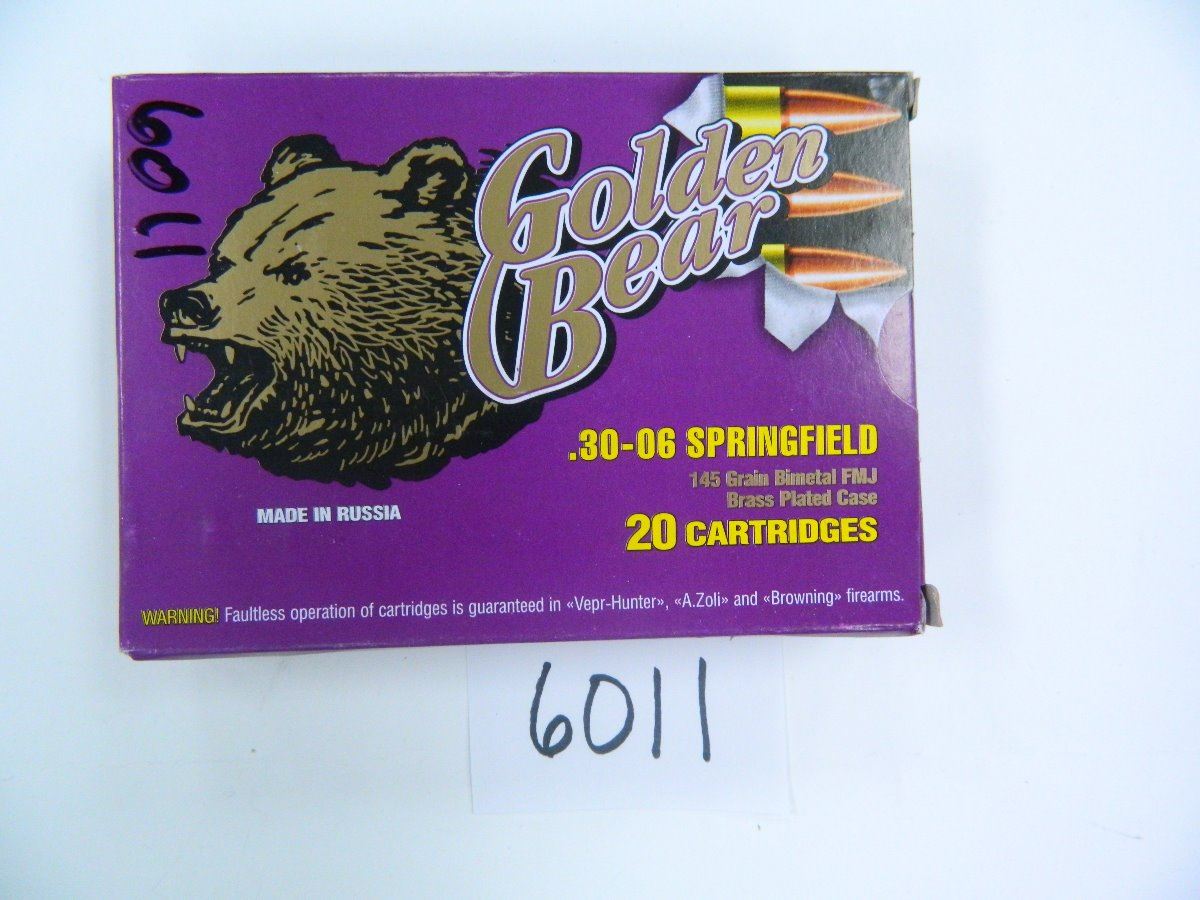 6011
Golden
Bear
.30-06 SPRINGFIELD
145 Grain Bimetal FMJ
Brass Plated Case
20 CARTRIDGES
MADE IN RUSSIA
WARNING! Faultless operation of cartridges is guaranteed in «Vepr-Hunter», «A.Zoli» and «Browning» firearms.
6011